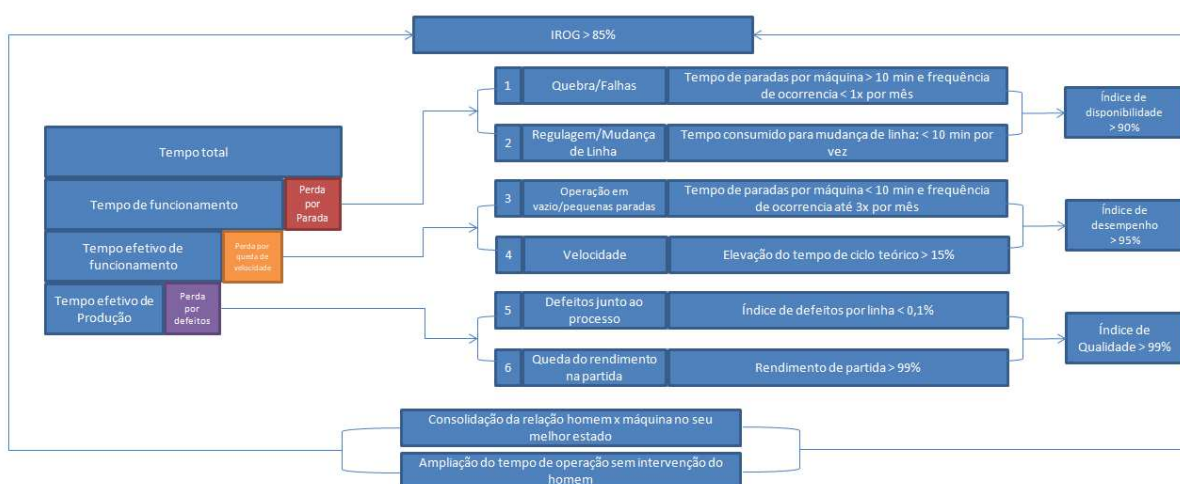 IROG > 85%
1
Quebra/Falhas
Tempo de paradas por máquina > 10 min e frequência
de ocorrencia < 1x por mês
2
Regulagem/Mudança
de Linha
Tempo consumido para mudança de linha: < 10 min por
vez
Índice de
disponibilidade
> 90%
Tempo total
Tempo de funcionamento
Perda
por
Parada
Tempo efetivo de
funcionamento
Perda por
queda de
velocidade
Tempo efetivo de
Produção
Perda
por
defeitos
3
Operação em
vazio/pequenas paradas
Tempo de paradas por máquina < 10 min e frequência
de ocorrencia até 3x por mês
4
Velocidade
Elevação do tempo de ciclo teórico > 15%
Índice de
desempenho
> 95%
5
Defeitos junto ao
processo
Índice de defeitos por linha < 0,1%
6
Queda do rendimento
na partida
Rendimento de partida > 99%
Índice de
Qualidade > 99%
Consolidação da relação homem x máquina no seu
melhor estado
Ampliação do tempo de operação sem intervenção do
homem